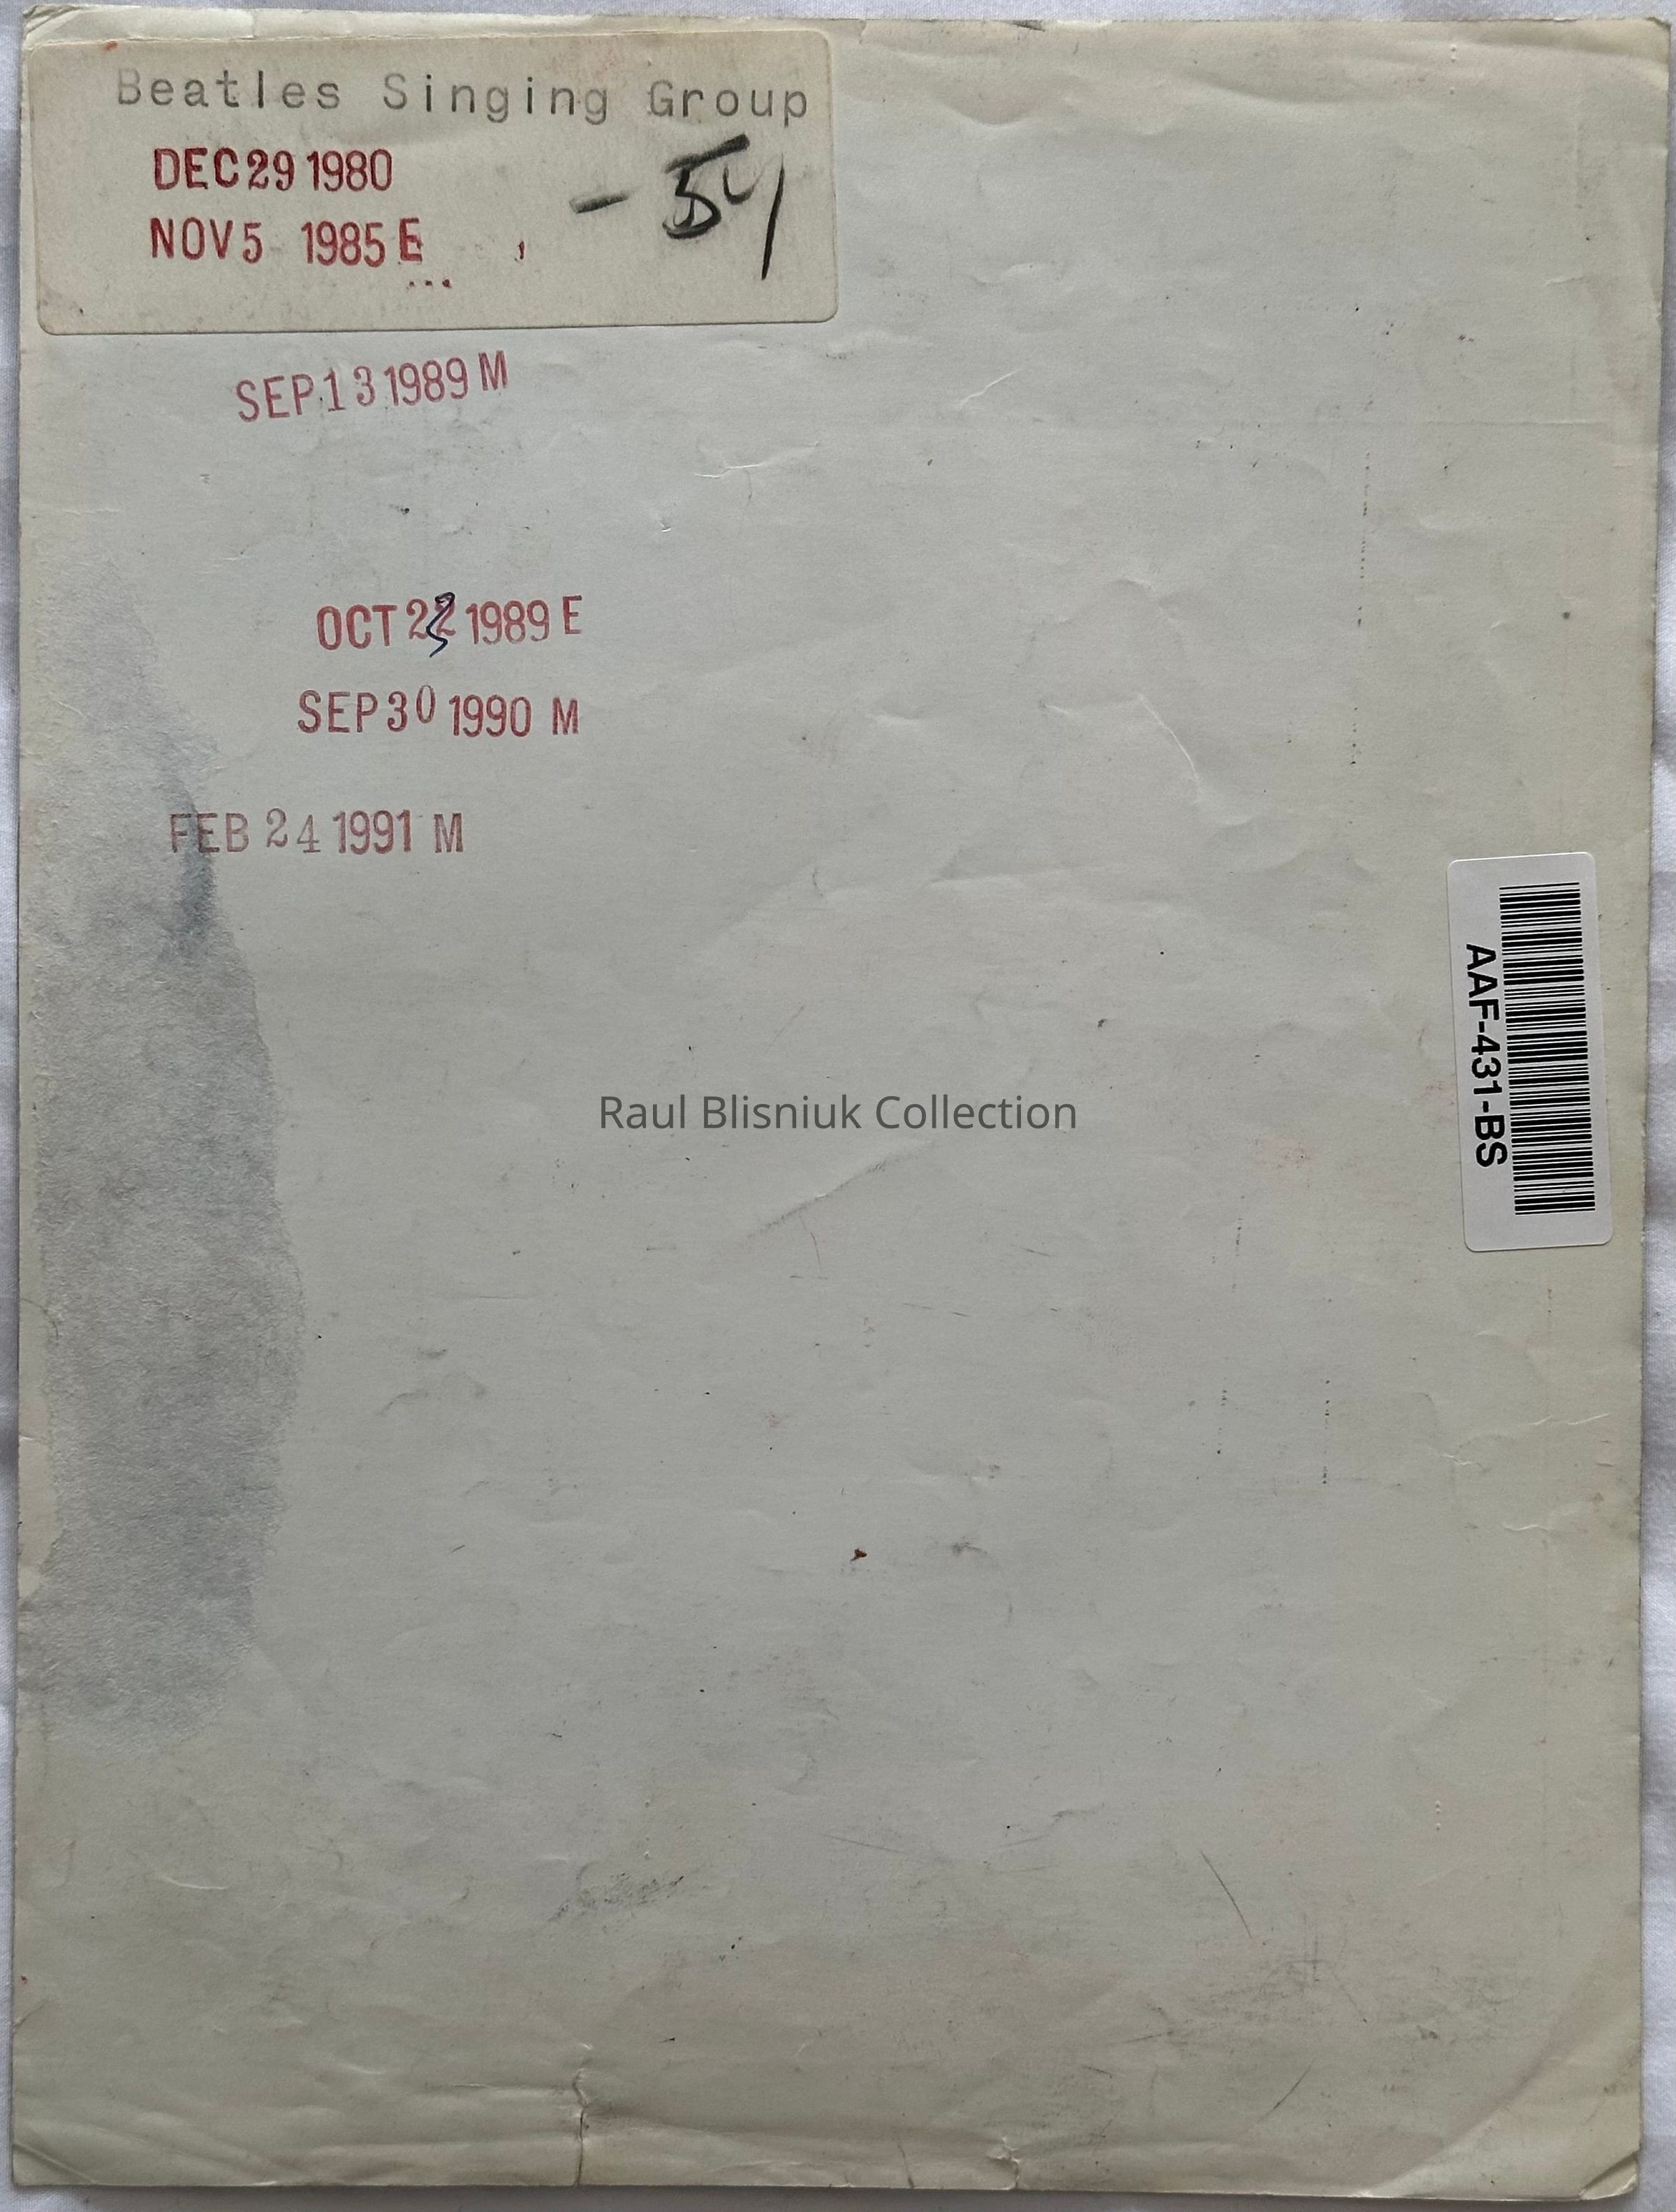 Beatles Singing Group
DEC 29 1980
- 54
NOV 5 1985 E
SEP 13 1989 M
OCT 22 1989 E
SEP 30 1990 M
FEB 24 1991 M
AAF-431-BS
Raul Blisniuk Collection